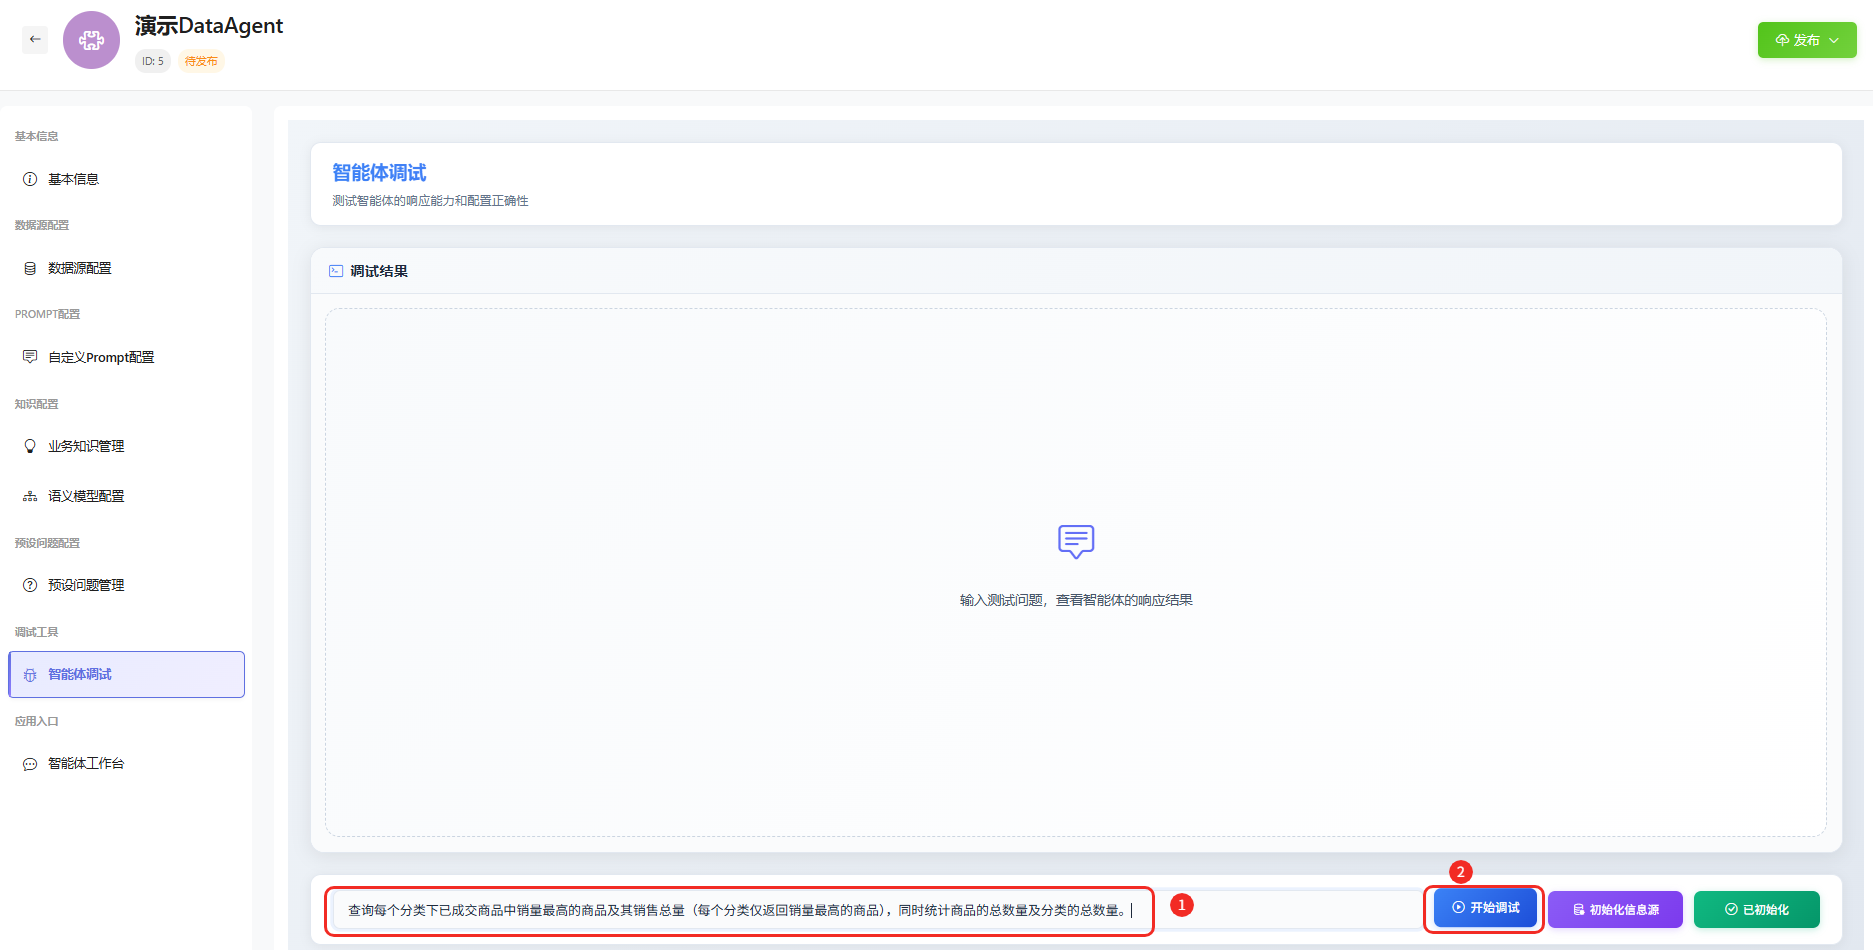 演示DataAgent
ID: 5 待发布
发布
基本信息
基本信息
数据源配置
数据源配置
PROMPT配置
自定义Prompt配置
知识配置
业务知识管理
语义模型配置
预设问题配置
预设问题管理
调试工具
智能体调试
应用入口
智能体工作台
智能体调试
测试智能体的响应能力和配置正确性
调试结果
输入测试问题，查看智能体的响应结果
查询每个分类下已成交商品中销量最高的商品及其销售总量（每个分类仅返回销量最高的商品），同时统计商品的总数量及分类的总数量。
1
2
开始调试
初始化信息源
已初始化